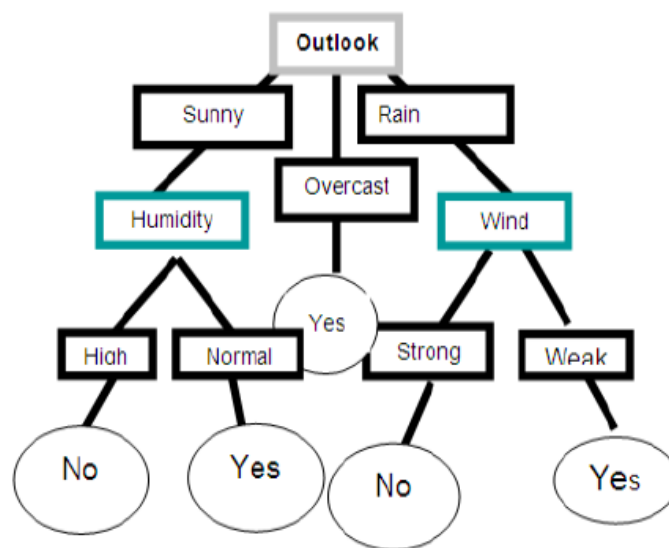 Outlook
Sunny
Rain
Overcast
Humidity
Wind
Yes
High
Normal
Strong
Weak
No
Yes
No
Yes